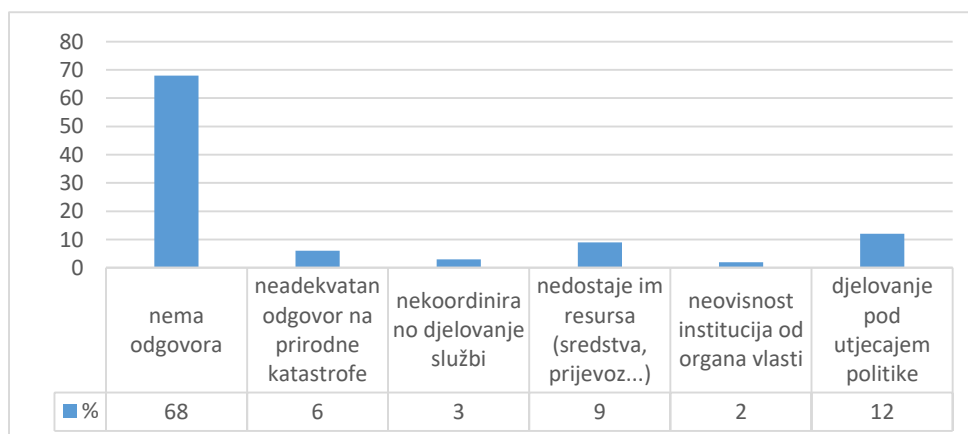 80
70
60
50
40
30
20
10
0
nema
odgovora
neadekvatan
odgovor na
prirodne
katastrofe
nekoordinira
no djelovanje
službi
nedostaje im
resursa
(sredstva,
prijevoz...)
neovisnost
institucija od
organa vlasti
djelovanje
pod
utjecajem
politike
% 68 6 3 9 2 12